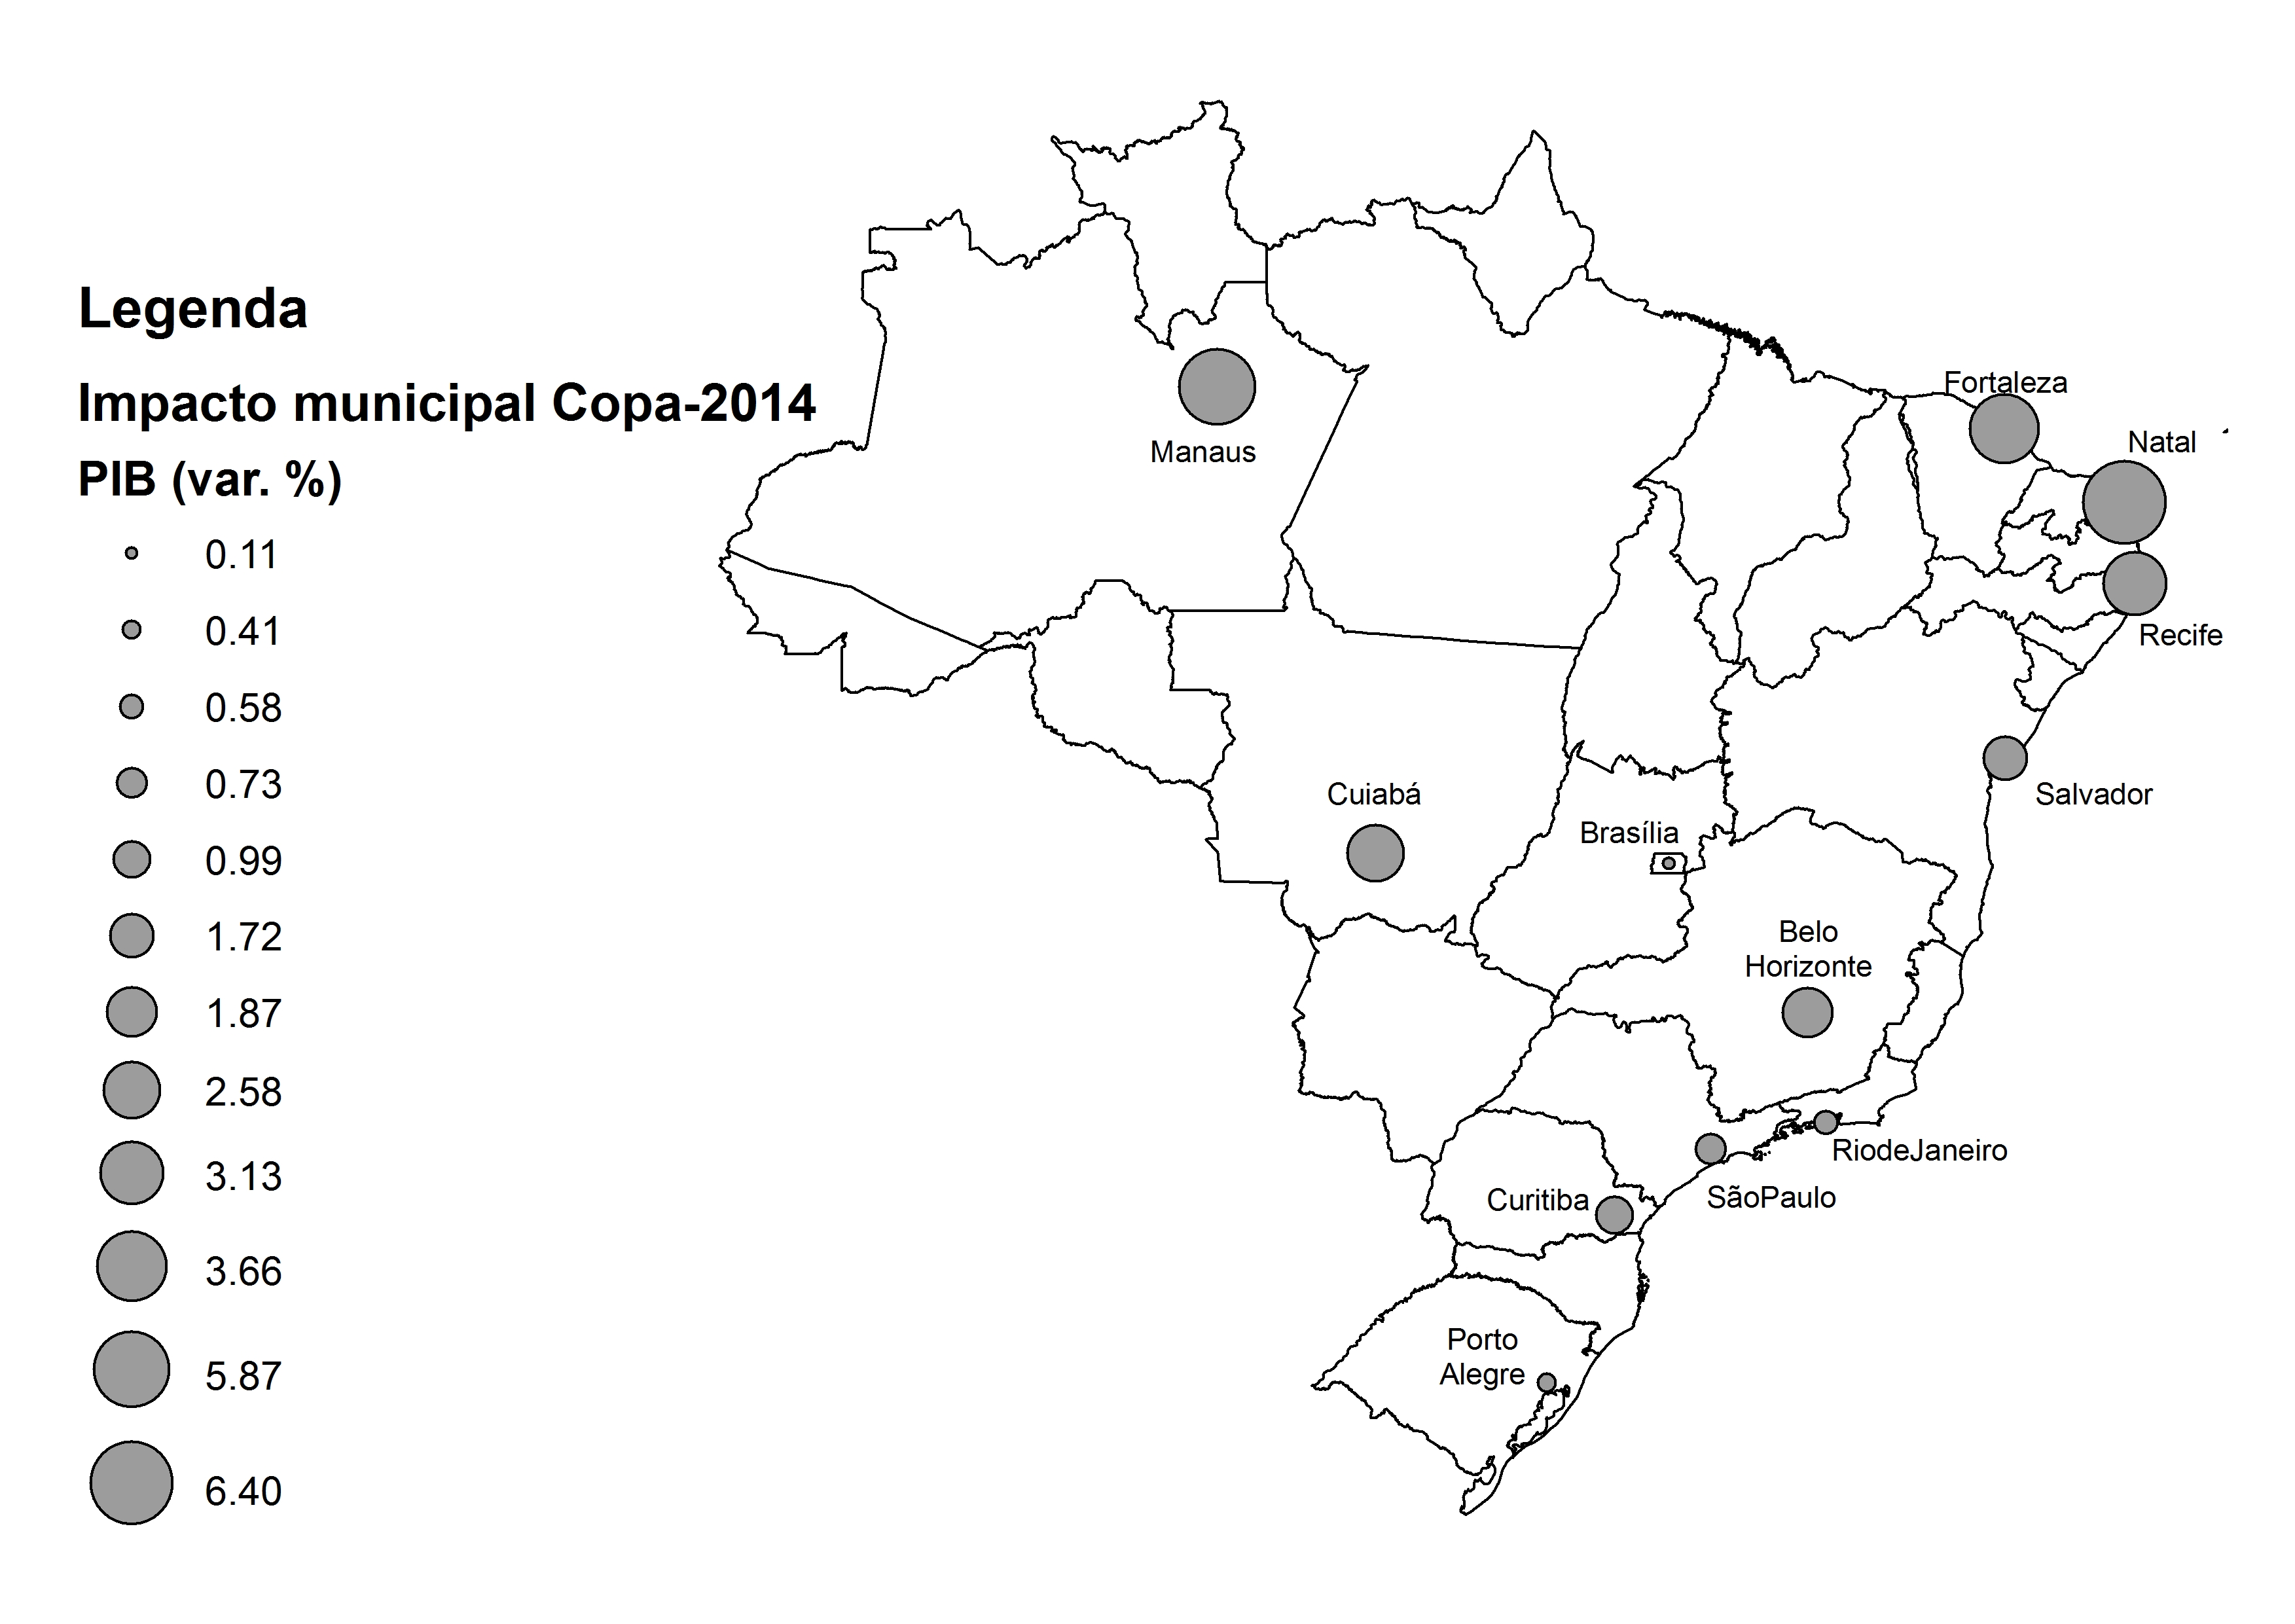 Legenda
Impacto municipal Copa-2014
PIB (var. %)
0.11
0.41
0.58
0.73
0.99
1.72
1.87
2.58
3.13
3.66
5.87
6.40
Manaus
Fortaleza
Natal
Recife
Salvador
Cuiabá
Brasília
Belo
Horizonte
RiodeJaneiro
SãoPaulo
Curitiba
Porto
Alegre